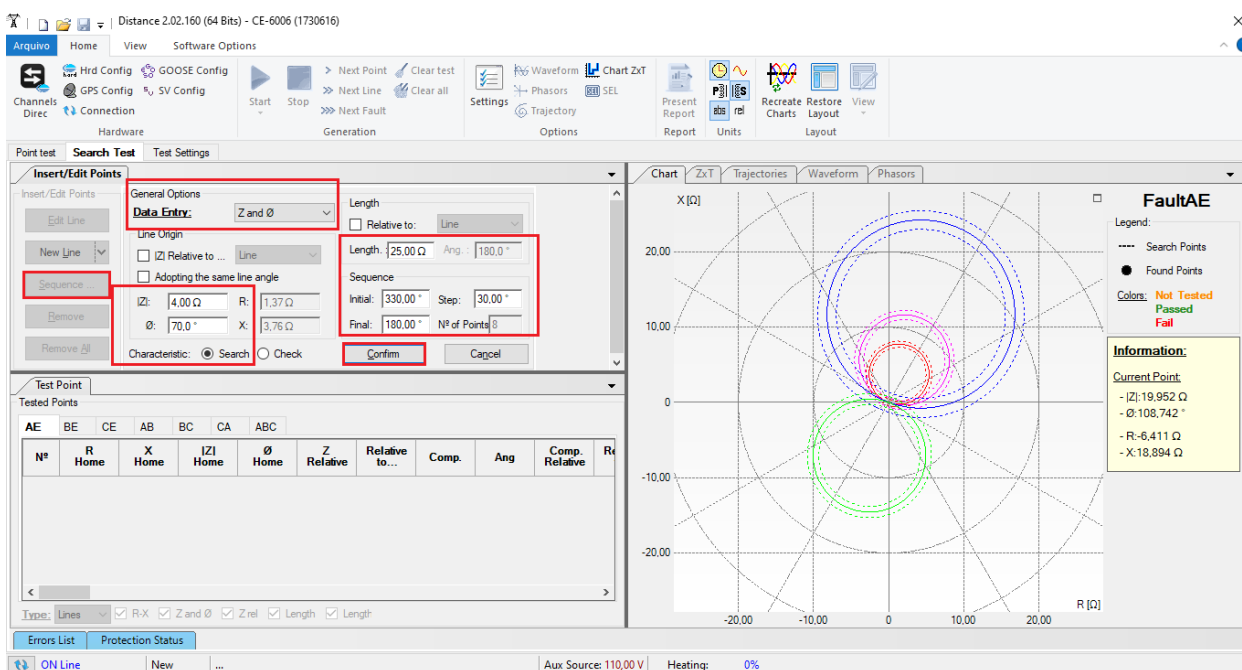 Distance 2.02.160 (64 Bits) - CE-6006 (1730616)
Arquivo Home View Software Options
Hrd Config GOOSE Config
GPS Config SV Config
Connection
Channels
Direc
Hardware
Start Stop
Next Point Clear test
Next Line Clear all
Next Fault
Generation
Settings
Waveform Chart ZxT
Phasors SEL
Trajectory
Options
Present
Report
Report
abs rel
Units
Recreate Restore View
Charts Layout
Layout
Point test Search Test Test Settings
Insert/Edit Points
Insert/Edit Points
Edit Line
New Line
Sequence ...
Remove
Remove All
General Options
Data Entry: Z and Ø
Line Origin
|Z| Relative to ... Line
Adopting the same line angle
|Z|: 4,00 Ω R: 1,37 Ω
Ø: 70,0 ° X: 3,76 Ω
Characteristic: Search Check
Length
Relative to: Line
Length. : 25,00 Ω Ang. : 180,0 °
Sequence
Initial: 330,00 ° Step: 30,00 °
Final: 180,00 ° Nº of Points 8
Confirm Cancel
Test Point
Tested Points
AE BE CE AB BC CA ABC
Nº R Home X Home |Z| Home Ø Home Z Relative Relative to... Comp. Ang Comp. Relative
Type: Lines R-X Z and Ø Z rel Length Length
Chart ZxT Trajectories Waveform Phasors
X [Ω]
20,00
10,00
0
-10,00
-20,00
-20,00 -10,00 0 10,00 20,00
R [Ω]
FaultAE
Legend:
Search Points
Found Points
Colors: Not Tested
Passed
Fail
Information:
Current Point:
- |Z|:19,952 Ω
- Ø:108,742 °
- R:-6,411 Ω
- X:18,894 Ω
Errors List Protection Status
ON Line New ... Aux Source: 110,00 V Heating: 0%